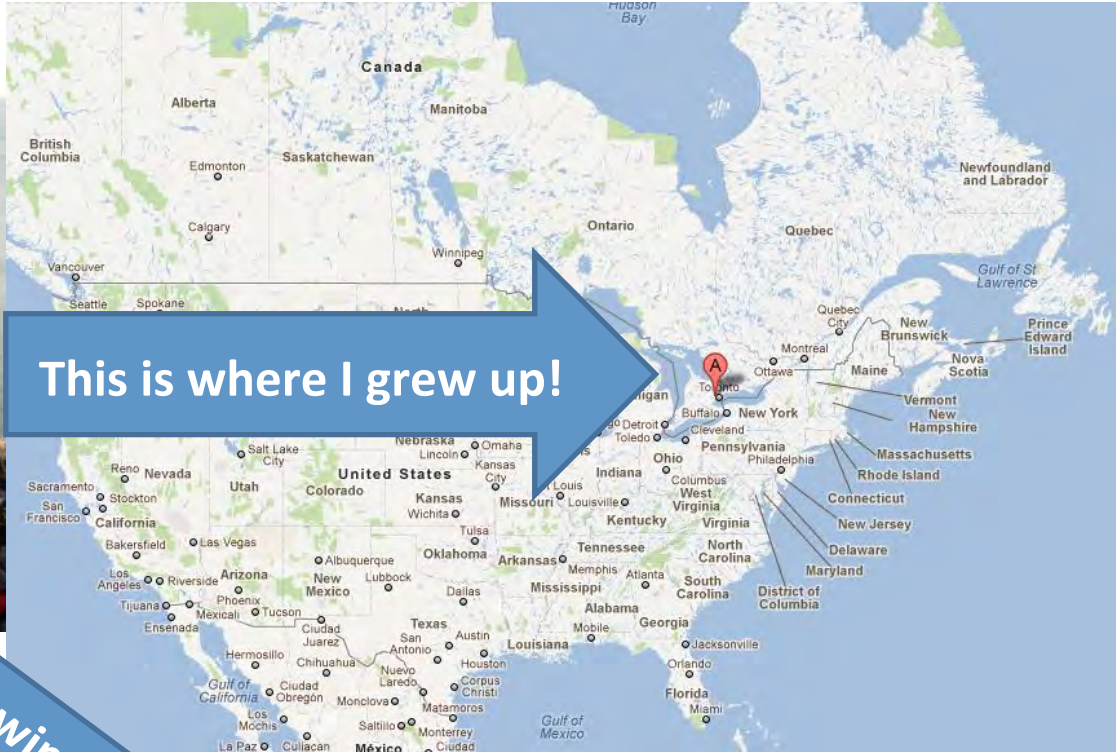 Hudson
Bay
Canada
Alberta
Manitoba
British
Columbia
Edmonton
Saskatchewan
Newfoundland
and Labrador
Ontario
Quebec
Calgary
Winnipeg
Vancouver
Gulf of St
Lawrence
Seattle
Spokane
Quebec
City
New
Brunswick
Prince
Edward
Island
Montreal
Ottawa
Maine
Nova
Scotia
This is where I grew up!
A
Toronto
Vermont
New
Hampshire
Buffalo
New York
Detroit
Toledo
Cleveland
Massachusetts
Pennsylvania
Rhode Island
Nebraska
Omaha
Lincoln
Salt Lake
City
Ohio
Philadelphia
Reno
Nevada
United States
Kansas
City
Indiana
Columbus
Connecticut
Sacramento
Stockton
Utah
Colorado
Kansas
Missouri
Louis
Louisville
West
Virginia
New Jersey
San
Francisco
California
Wichita
Kentucky
Virginia
Delaware
Bakersfield
Las Vegas
Tulsa
Tennessee
North
Carolina
Maryland
Albuquerque
Oklahoma
Arkansas
Memphis
Los
Angeles
Riverside
Arizona
New
Mexico
Lubbock
Atlanta
South
Carolina
District of
Columbia
Phoenix
Dallas
Mississippi
Tijuana
Mexicali
Tucson
Alabama
Georgia
Ensenada
Ciudad
Juarez
Texas
San
Antonio
Austin
Louisiana
Mobile
Jacksonville
Hermosillo
Chihuahua
Houston
Orlando
Gulf of
California
Ciudad
Obregon
Nuevo
Laredo
Corpus
Christi
Florida
Monclova
Matamoros
Miami
Los
Mochis
Saltillo
Monterrey
Gulf of
Mexico
La Paz
Culiacan
México
Ciudad